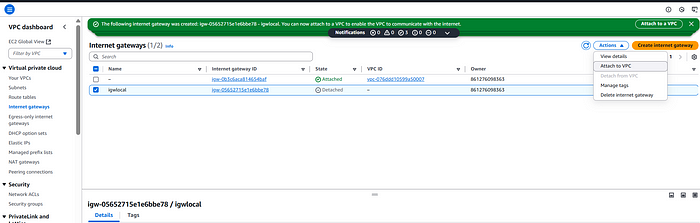 VPC dashboard
EC2 Global View
Filter by VPC
Virtual private cloud
Your VPCs
Subnets
Route tables
Internet gateways
Egress-only internet gateways
DHCP option sets
Elastic IPs
Managed prefix lists
NAT gateways
Peering connections
Security
Network ACLs
Security groups
PrivateLink and
The following internet gateway was created: igw-05652715e1e6bbe78 - igwlocal. You can now attach to a VPC to enable the VPC to communicate with the internet.
Attach to a VPC
Notifications 0 0 3 0 0
Internet gateways (1/2) Info
Actions
Create internet gateway
Search
1
View details
Attach to VPC
Detach from VPC
Manage tags
Delete internet gateway
Name Internet gateway ID State VPC ID Owner
– igw-0b3c6aca814654baf Attached vpc-076ddd10599a50007 861276098363
igwlocal igw-05652715e1e6bbe78 Detached – 861276098363
igw-05652715e1e6bbe78 / igwlocal
Details Tags